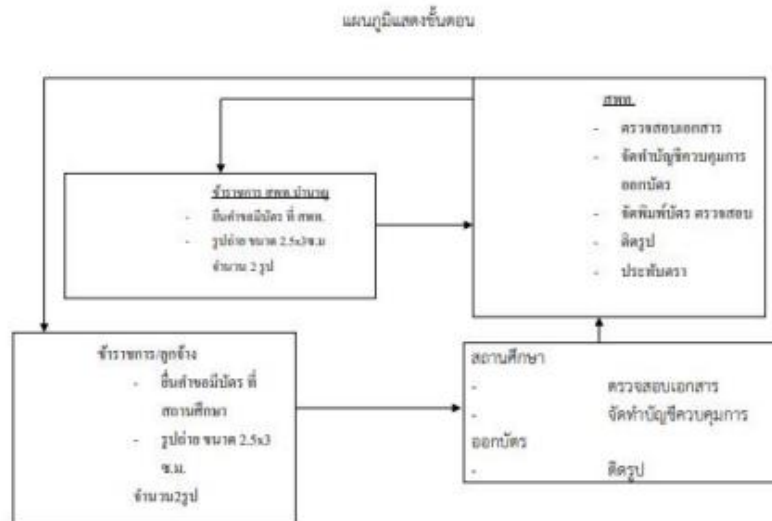 แผนภูมิแสดงขั้นตอน
สพท.
- ตรวจสอบเอกสาร
- จัดทำบัญชีควบคุมการ
ออกบัตร
- จัดพิมพ์บัตร ตรวจสอบ
- ติดรูป
- ประทับตรา
ข้าราชการ สพท.บำนาญ
- ยื่นคำขอมีบัตร ที่ สพท.
- รูปถ่าย ขนาด 2.5x3ซ.ม
จำนวน 2 รูป
ข้าราชการ/ลูกจ้าง
- ยื่นคำขอมีบัตร ที่
สถานศึกษา
- รูปถ่าย ขนาด 2.5x3
ซ.ม.
จำนวน2รูป
สถานศึกษา
- ตรวจสอบเอกสาร
- จัดทำบัญชีควบคุมการ
ออกบัตร
- ติดรูป